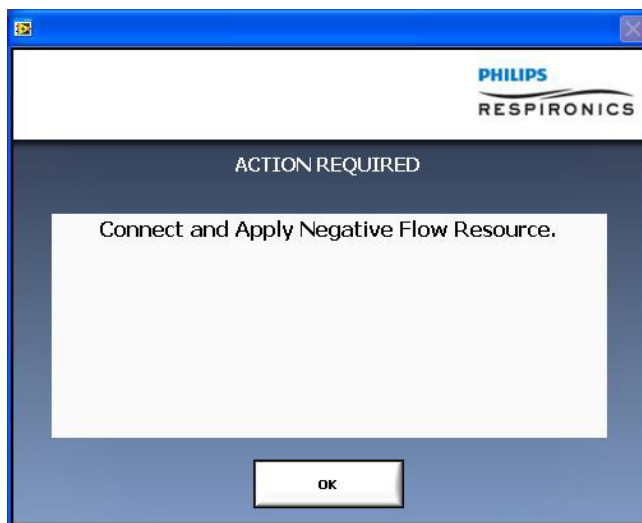 PHILIPS
RESPIRONICS
ACTION REQUIRED
Connect and Apply Negative Flow Resource.
OK